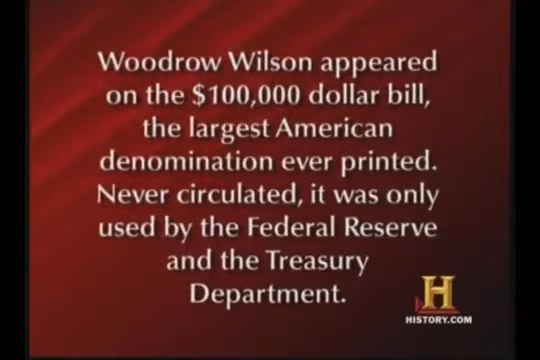 Woodrow Wilson appeared
on the $100,000 dollar bill,
the largest American
denomination ever printed.
Never circulated, it was only
used by the Federal Reserve
and the Treasury
Department.
H
HISTORY.COM